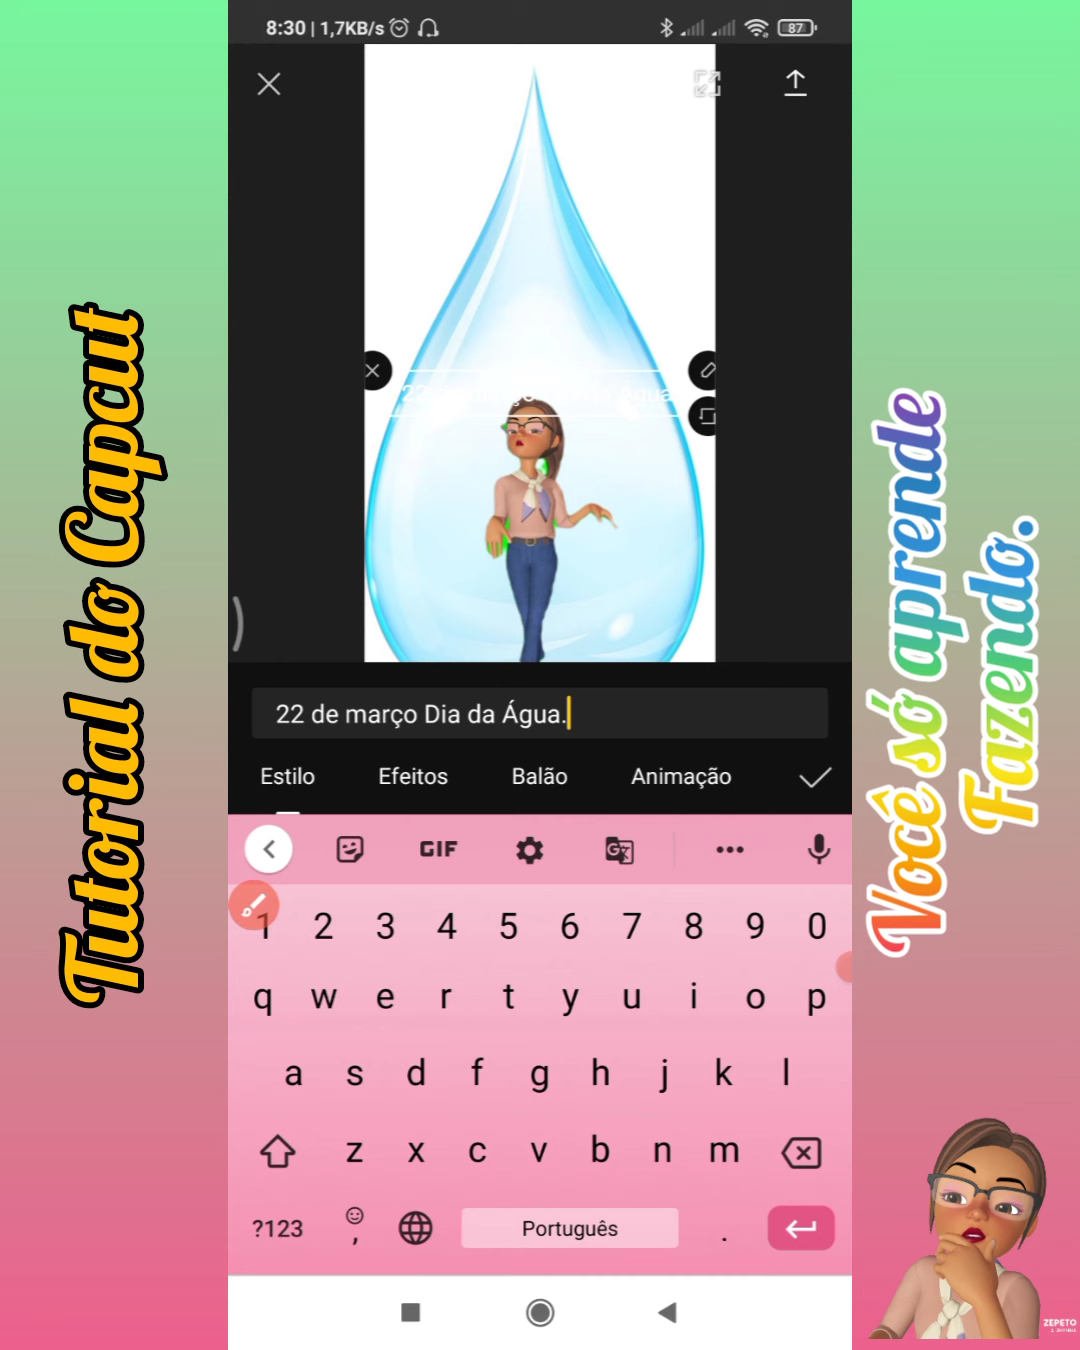 Tutorial do Capcut
8:30 | 1,7KB/s
87
22 de março Dia da Água.
Estilo Efeitos Balão Animação
GIF
1 2 3 4 5 6 7 8 9 0
q w e r t y u i o p
a s d f g h j k l
z x c v b n m
?123 , Português .
Você só aprende
Fazendo.
ZEPETO